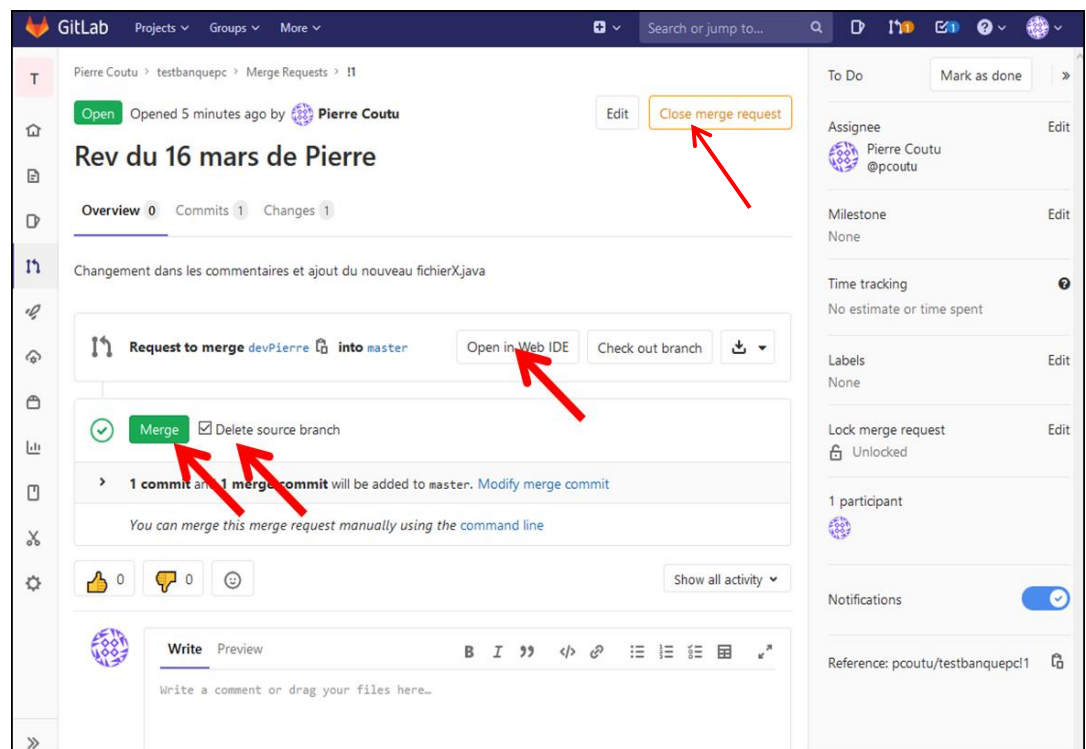 GitLab Projects Groups More Search or jump to... 1 1
T
Pierre Coutu > testbanquepc > Merge Requests > !1
Open Opened 5 minutes ago by Pierre Coutu Edit Close merge request
Rev du 16 mars de Pierre
Overview 0 Commits 1 Changes 1
Changement dans les commentaires et ajout du nouveau fichierX.java
Request to merge devPierre into master Open in Web IDE Check out branch
Merge Delete source branch
1 commit and 1 merge commit will be added to master. Modify merge commit
You can merge this merge request manually using the command line
0 0 Show all activity
Write Preview B I
Write a comment or drag your files here…
To Do Mark as done »
Assignee Edit
Pierre Coutu
@pcoutu
Milestone Edit
None
Time tracking
No estimate or time spent
Labels Edit
None
Lock merge request Edit
Unlocked
1 participant
Notifications
Reference: pcoutu/testbanquepc!1